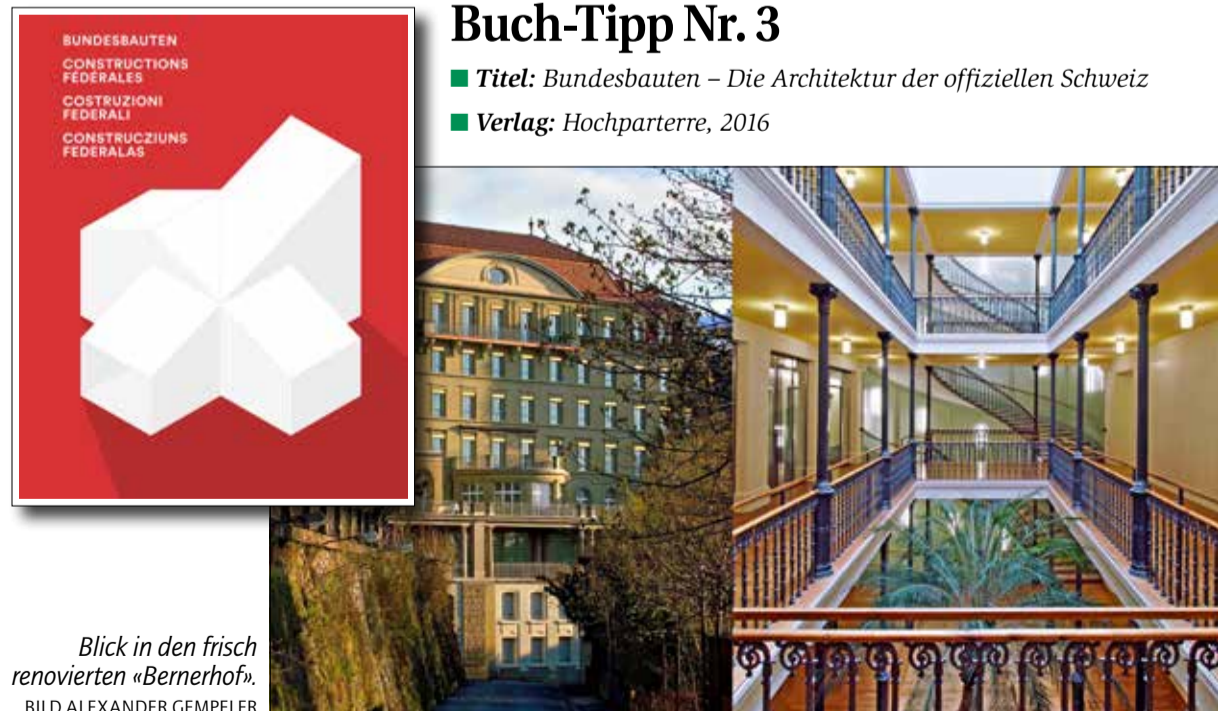 BUNDESBAUTEN
CONSTRUCTIONS
FÉDÉRALES
COSTRUZIONI
FEDERALI
CONSTRUCZIUNS
FEDERALAS
Buch-Tipp Nr. 3
Titel: Bundesbauten – Die Architektur der offiziellen Schweiz
Verlag: Hochparterre, 2016
Blick in den frisch
renovierten «Bernerhof».
BILD ALEXANDER GEMPELER